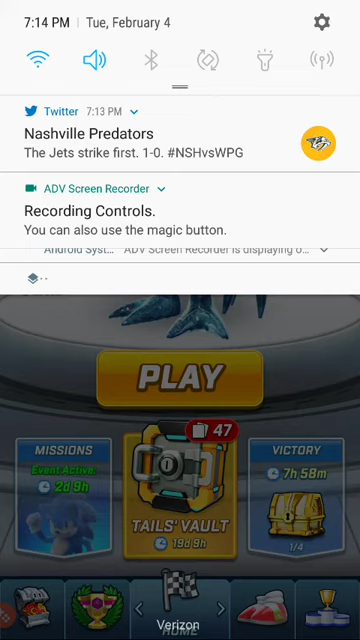 7:14 PM | Tue, February 4
Twitter 7:13 PM
Nashville Predators
The Jets strike first. 1-0. #NSHvsWPG
ADV Screen Recorder
Recording Controls.
You can also use the magic button.
Android Syst... ADV Screen Recorder is displaying o...
PLAY
47
MISSIONS
Event Active:
2d 9h
TAILS' VAULT
19d 9h
VICTORY
7h 58m
1/4
HOME
Verizon